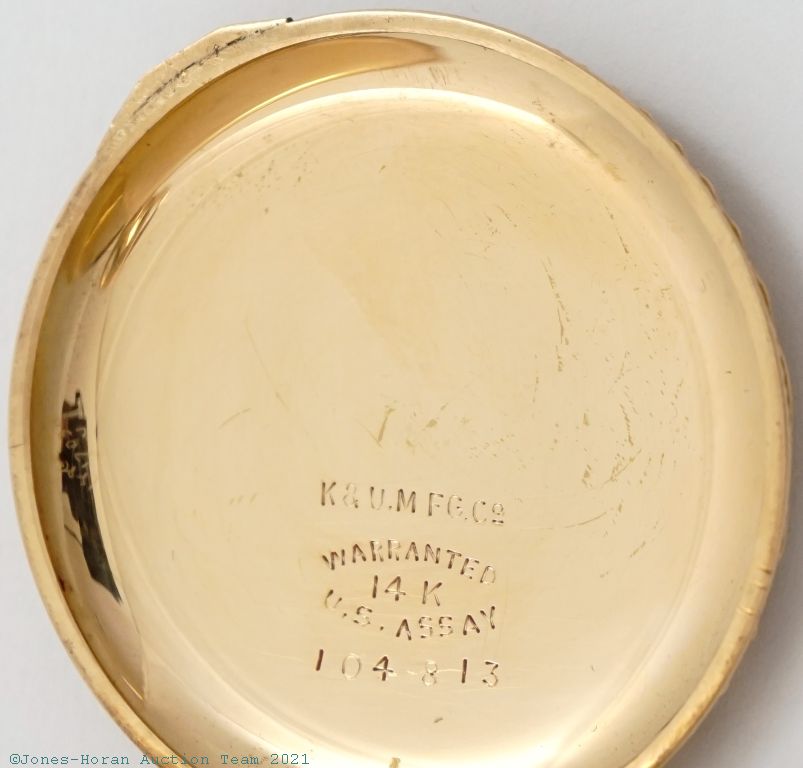 K & U. M F G. Co
WARRANTED
14 K
U.S. ASSAY
104813
©Jones-Horan Auction Team 2021